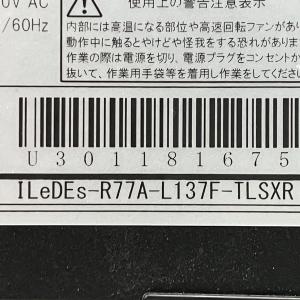 0V AC
/60Hz
使用上の警告注意表示
内部には高温になる部位や高速回転ファンがあり
動作中に触るとやけどや怪我をする恐れがあります
作業の際は電源を切り、電源プラグをコンセントか
抜いて、作業用手袋等を着用し作業をしてください
U301181675
ILeDEs-R77A-L137F-TLSXR